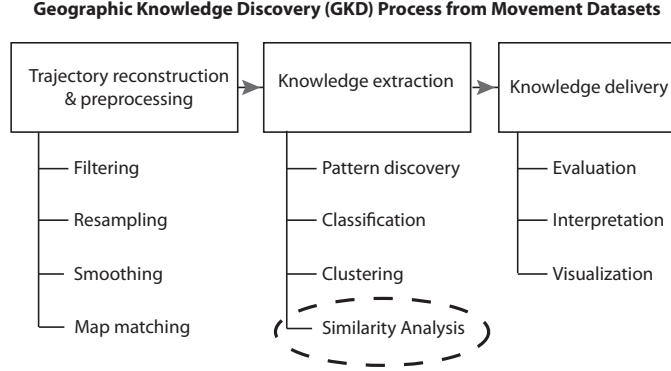 Geographic Knowledge Discovery (GKD) Process from Movement Datasets
Trajectory reconstruction
& preprocessing
Knowledge extraction
Knowledge delivery
Filtering
Resampling
Smoothing
Map matching
Pattern discovery
Classification
Clustering
Similarity Analysis
Evaluation
Interpretation
Visualization